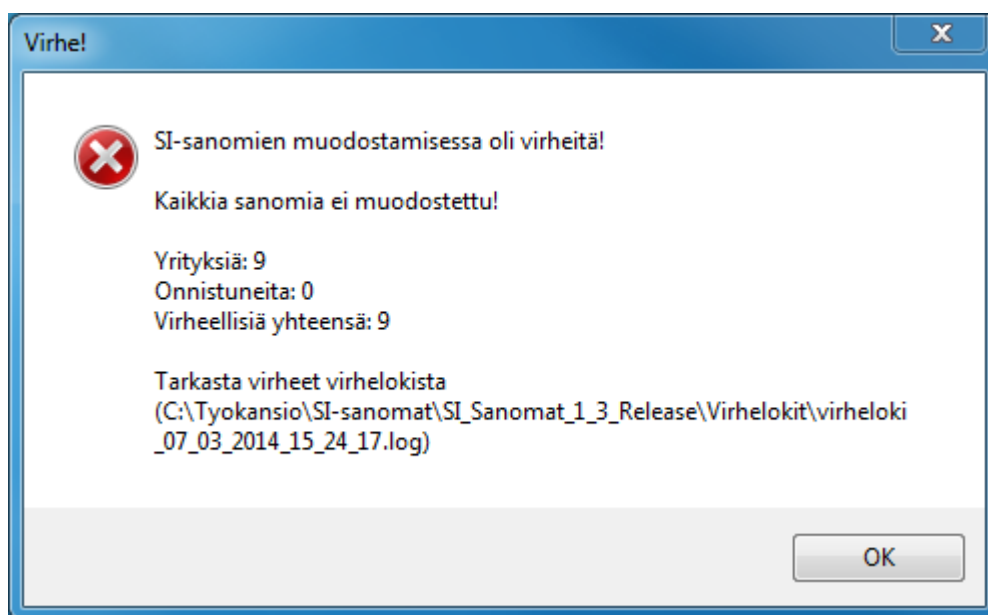 Virhe!
SI-sanomien muodostamisessa oli virheitä!
Kaikkia sanomia ei muodostettu!
Yrityksiä: 9
Onnistuneita: 0
Virheellisiä yhteensä: 9
Tarkasta virheet virhelokista
(C:\Tyokansio\SI-sanomat\SI_Sanomat_1_3_Release\Virhelokit\virheloki
_07_03_2014_15_24_17.log)
OK